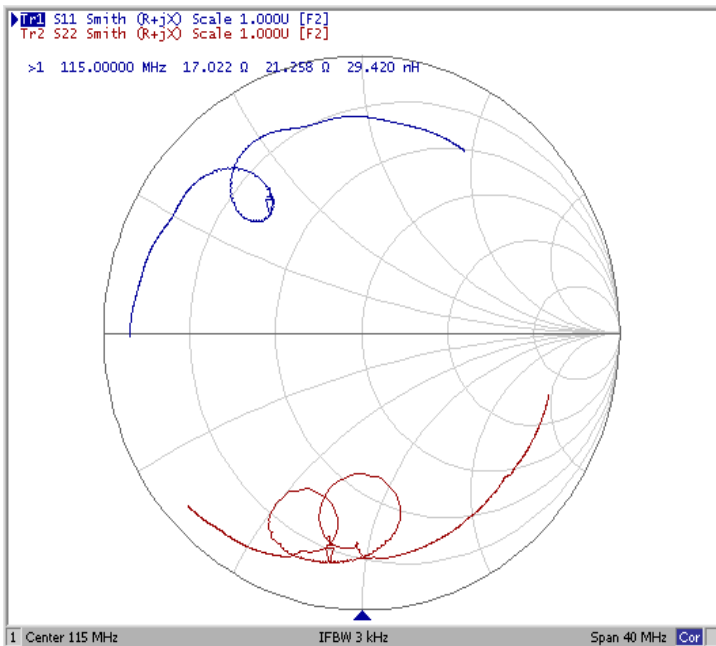 Tr1 S11 Smith (R+jX) Scale 1.000U [F2]
Tr2 S22 Smith (R+jX) Scale 1.000U [F2]
>1 115.00000 MHz 17.022 Ω 21.258 Ω 29.420 nH
1 Center 115 MHz IFBW 3 kHz Span 40 MHz Cor